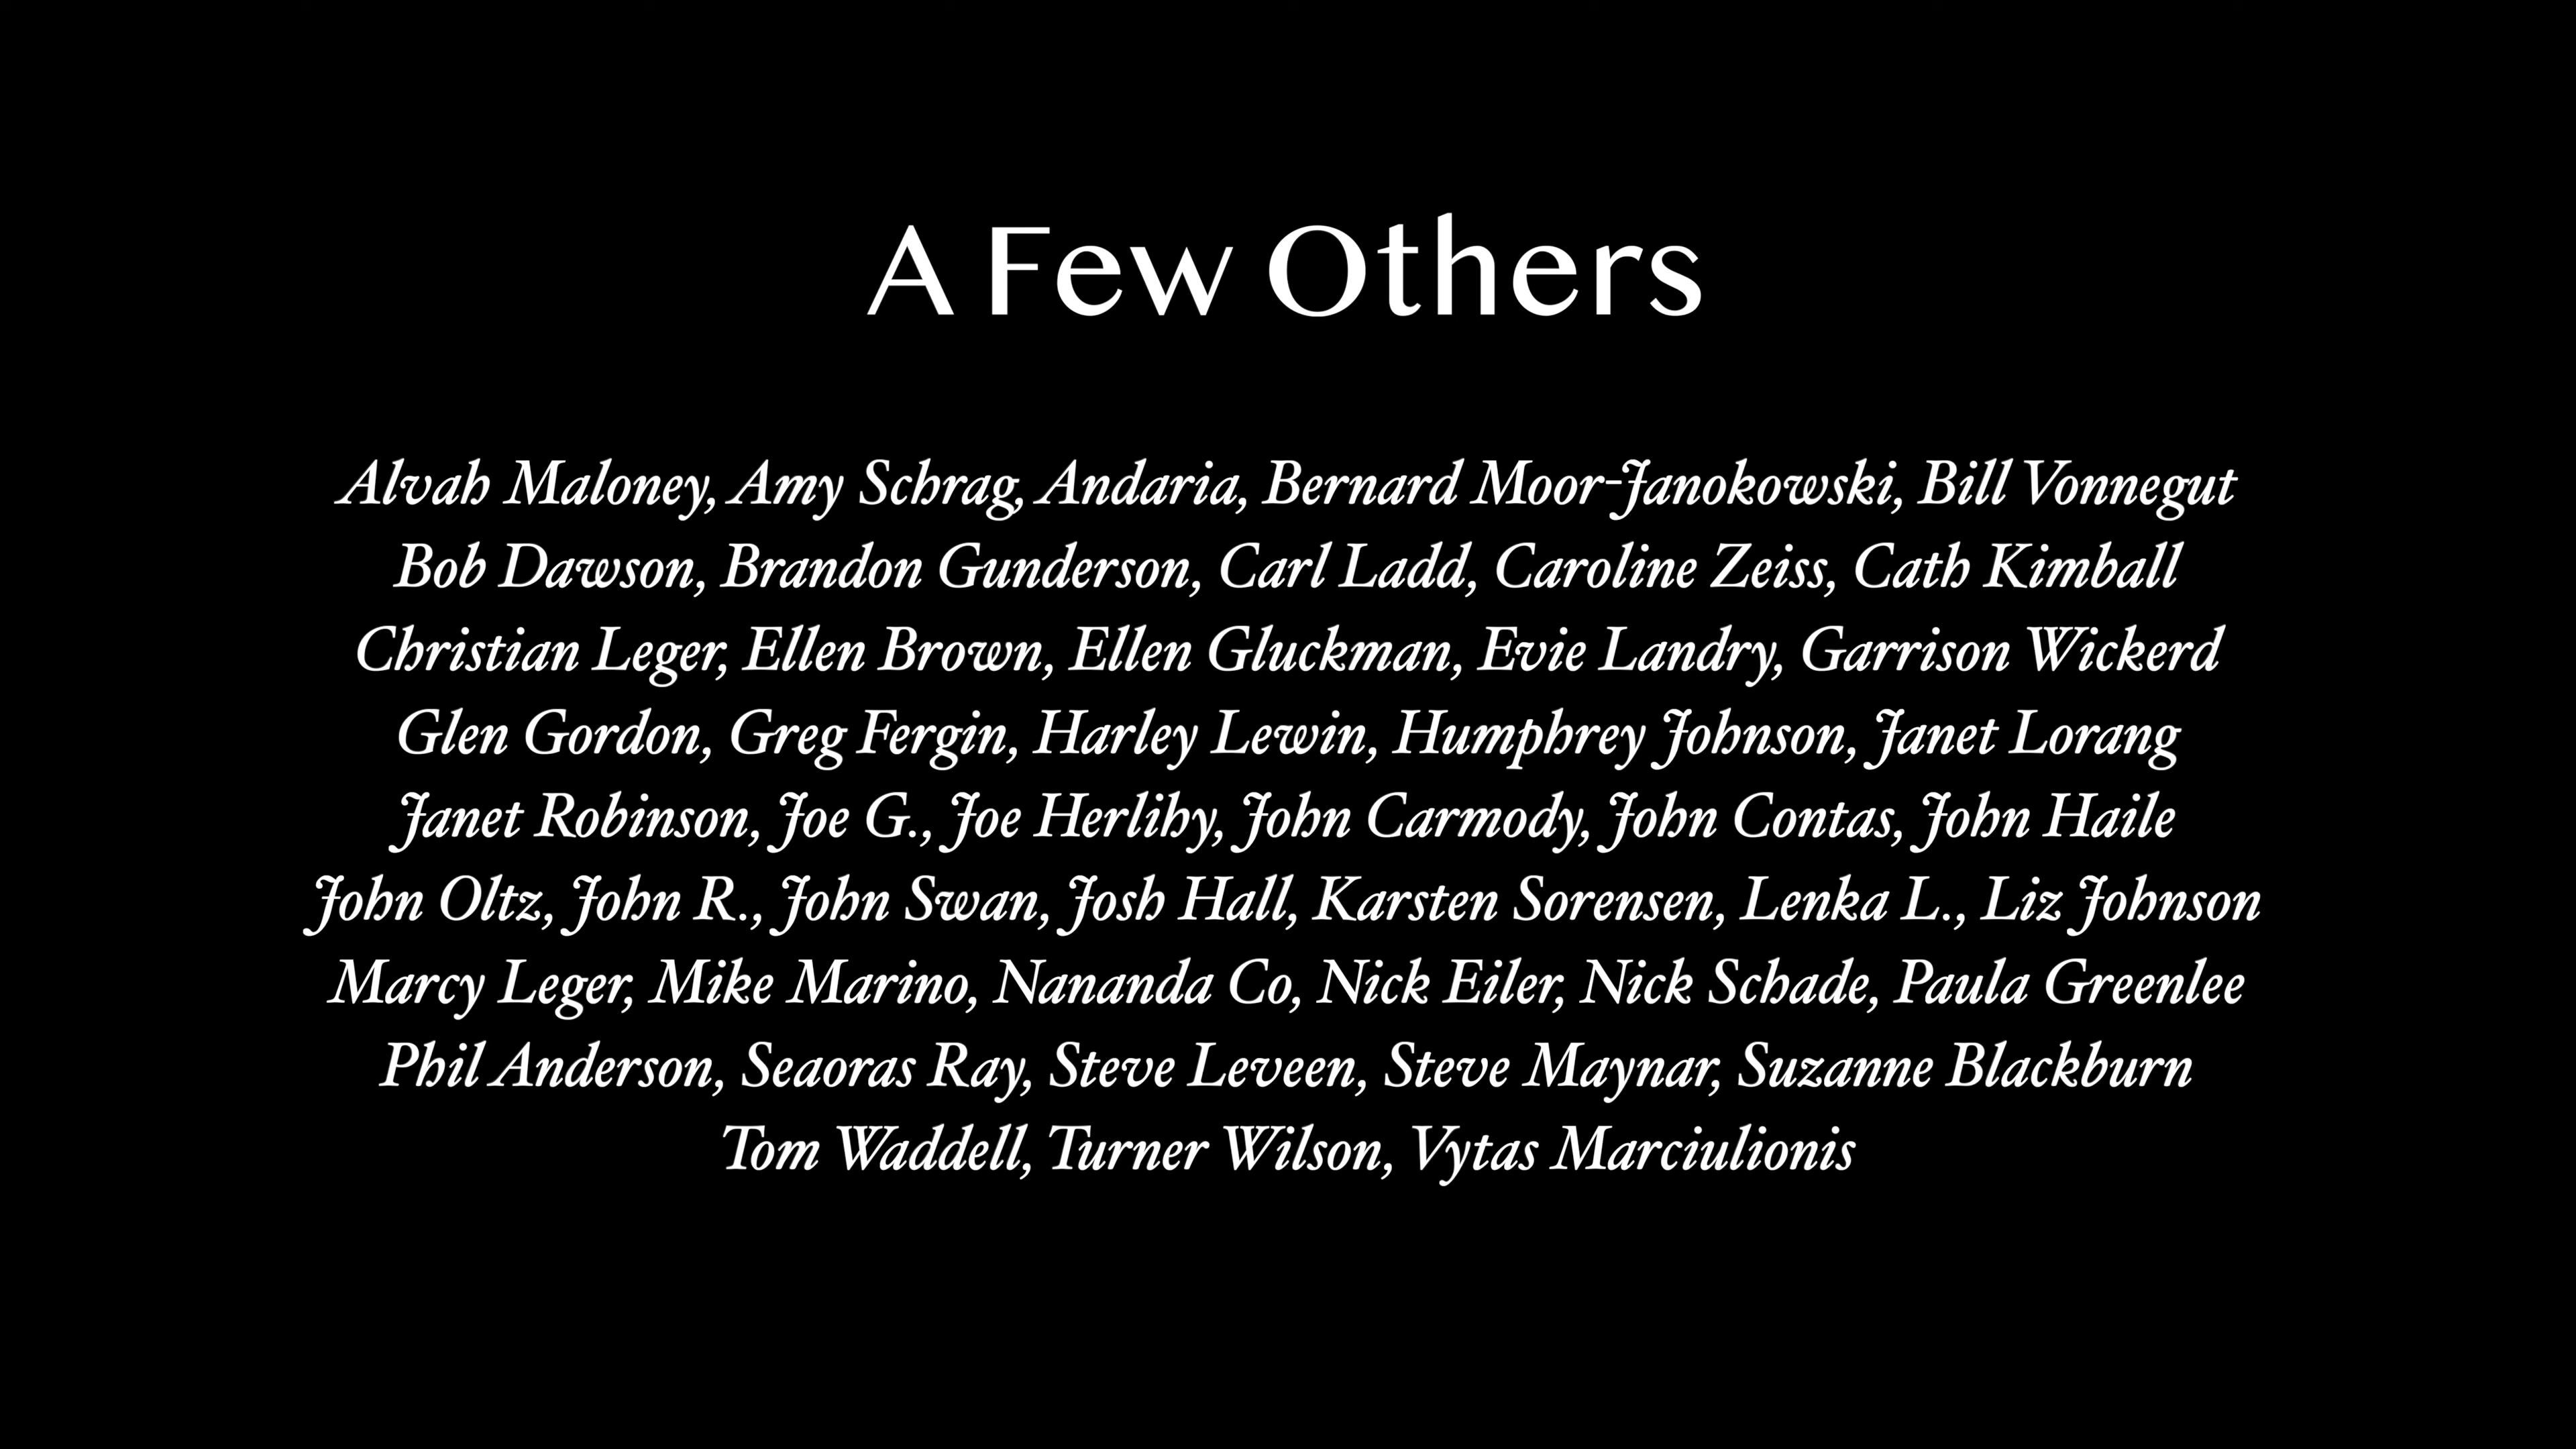 A Few Others
Alvah Maloney, Amy Schrag, Andaria, Bernard Moor-Janokowski, Bill Vonnegut
Bob Dawson, Brandon Gunderson, Carl Ladd, Caroline Zeiss, Cath Kimball
Christian Leger, Ellen Brown, Ellen Gluckman, Evie Landry, Garrison Wickerd
Glen Gordon, Greg Fergin, Harley Lewin, Humphrey Johnson, Janet Lorang
Janet Robinson, Joe G., Joe Herlihy, John Carmody, John Contas, John Haile
John Oltz, John R., John Swan, Josh Hall, Karsten Sorensen, Lenka L., Liz Johnson
Marcy Leger, Mike Marino, Nananda Co, Nick Eiler, Nick Schade, Paula Greenlee
Phil Anderson, Seaoras Ray, Steve Leveen, Steve Maynar, Suzanne Blackburn
Tom Waddell, Turner Wilson, Vytas Marciulionis